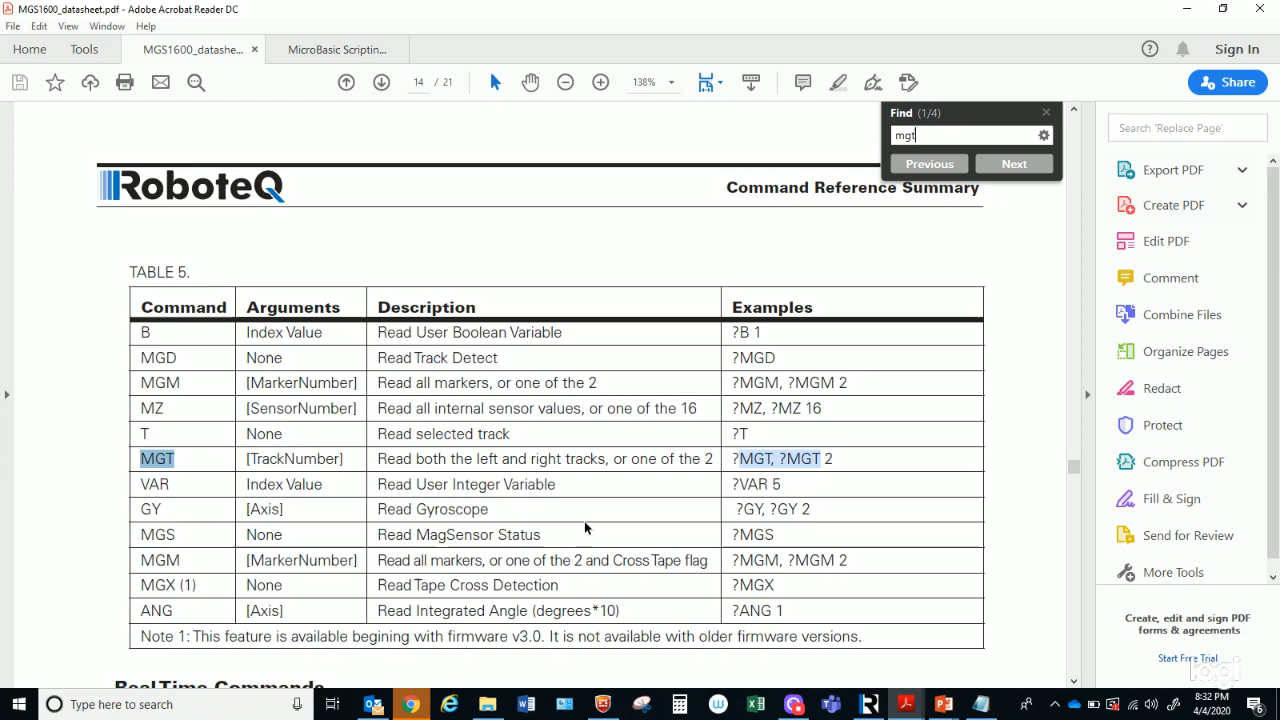 MGS1600_datasheet.pdf - Adobe Acrobat Reader DC
File Edit View Window Help
Home Tools MGS1600_datashe... × MicroBasic Scriptin... Sign In
14 / 21 138% Share
Find (1/4)
mgt
Previous Next
RoboteQ
Command Reference Summary
TABLE 5.
Command Arguments Description Examples
B Index Value Read User Boolean Variable ?B 1
MGD None Read Track Detect ?MGD
MGM [MarkerNumber] Read all markers, or one of the 2 ?MGM, ?MGM 2
MZ [SensorNumber] Read all internal sensor values, or one of the 16 ?MZ, ?MZ 16
T None Read selected track ?T
MGT [TrackNumber] Read both the left and right tracks, or one of the 2 ?MGT, ?MGT 2
VAR Index Value Read User Integer Variable ?VAR 5
GY [Axis] Read Gyroscope ?GY, ?GY 2
MGS None Read MagSensor Status ?MGS
MGM [MarkerNumber] Read all markers, or one of the 2 and Cross Tape flag ?MGM, ?MGM 2
MGX (1) None Read Tape Cross Detection ?MGX
ANG [Axis] Read Integrated Angle (degrees*10) ?ANG 1
Note 1: This feature is available begining with firmware v3.0. It is not available with older firmware versions.
Real Time Commands
Search 'Replace Page'
Export PDF
Create PDF
Edit PDF
Comment
Combine Files
Organize Pages
Redact
Protect
Compress PDF
Fill & Sign
Send for Review
More Tools
Create, edit and sign PDF
forms & agreements
Start Free Trial
logi
Type here to search
8:32 PM
4/4/2020
6